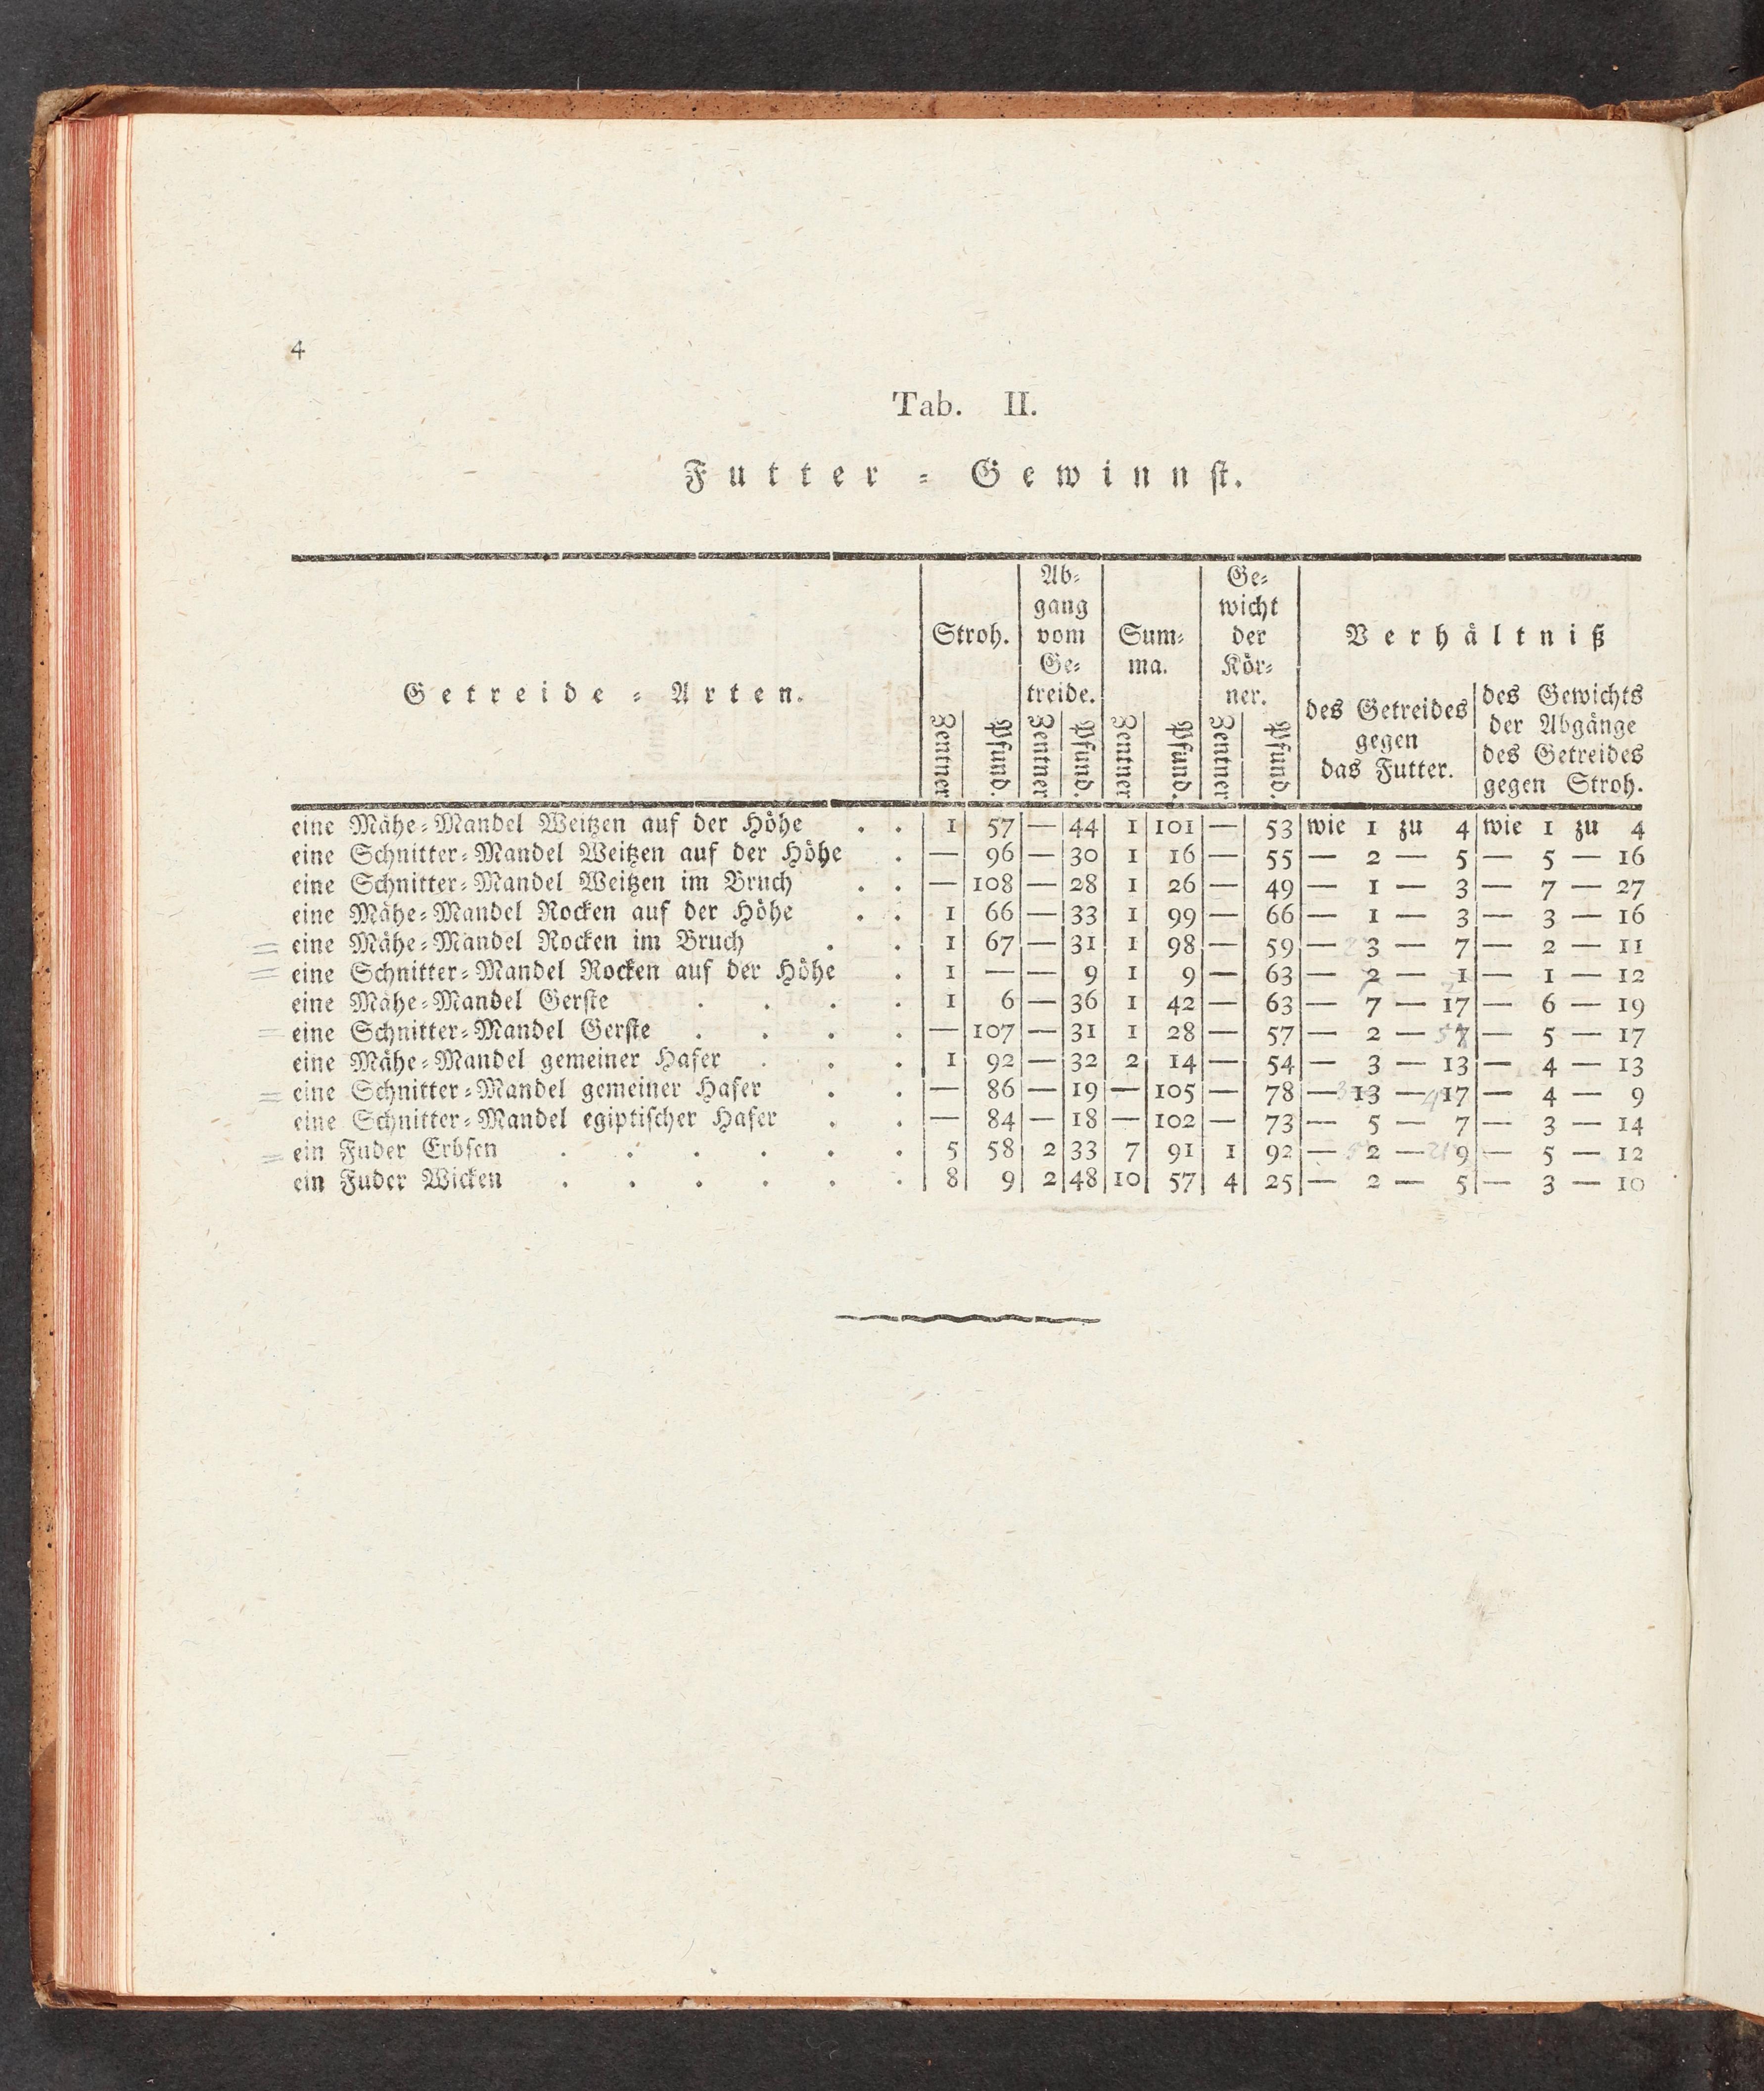 4
Tab. II.
Futter - Gewinnst.
Getreide - Arten. | Stroh. | Abgang vom Getreide. | Summa. | Gewicht der Körner. | Verhältniß
des Getreides gegen das Futter. | des Gewichts der Abgänge des Getreides gegen Stroh.
Zentner | Pfund. | Zentner | Pfund. | Zentner | Pfund. | Zentner | Pfund.
eine Mähe-Mandel Weitzen auf der Höhe . . | 1 | 57 | — | 44 | 1 | 101 | — | 53 | wie 1 zu 4 | wie 1 zu 4
eine Schnitter-Mandel Weitzen auf der Höhe . | — | 96 | — | 30 | 1 | 16 | — | 55 | — 2 — 5 | — 5 — 16
eine Schnitter-Mandel Weitzen im Bruch . . | — | 108 | — | 28 | 1 | 26 | — | 49 | — 1 — 3 | — 7 — 27
eine Mähe-Mandel Rocken auf der Höhe . . | 1 | 66 | — | 33 | 1 | 99 | — | 66 | — 1 — 3 | — 3 — 16
= eine Mähe-Mandel Rocken im Bruch . . | 1 | 67 | — | 31 | 1 | 98 | — | 59 | — 3 — 7 | — 2 — 11
= eine Schnitter-Mandel Rocken auf der Höhe . | 1 | — | — | 9 | 1 | 9 | — | 63 | — 2 — 1 | — 1 — 12
eine Mähe-Mandel Gerste . . . . | 1 | 6 | — | 36 | 1 | 42 | — | 63 | — 7 — 17 | — 6 — 19
= eine Schnitter-Mandel Gerste . . . . | — | 107 | — | 31 | 1 | 28 | — | 57 | — 2 — 5 7 | — 5 — 17
eine Mähe-Mandel gemeiner Hafer . . . | 1 | 92 | — | 32 | 2 | 14 | — | 54 | — 3 — 13 | — 4 — 13
= eine Schnitter-Mandel gemeiner Hafer . . | — | 86 | — | 19 | — | 105 | — | 78 | — 13 — 17 | — 4 — 9
eine Schnitter-Mandel egiptischer Hafer . . | — | 84 | — | 18 | — | 102 | — | 73 | — 5 — 7 | — 3 — 14
= ein Fuder Erbsen . . . . . . | 5 | 58 | 2 | 33 | 7 | 91 | 1 | 92 | — 2 — 9 | — 5 — 12
ein Fuder Wicken . . . . . . | 8 | 9 | 2 | 48 | 10 | 57 | 4 | 25 | — 2 — 5 | — 3 — 10